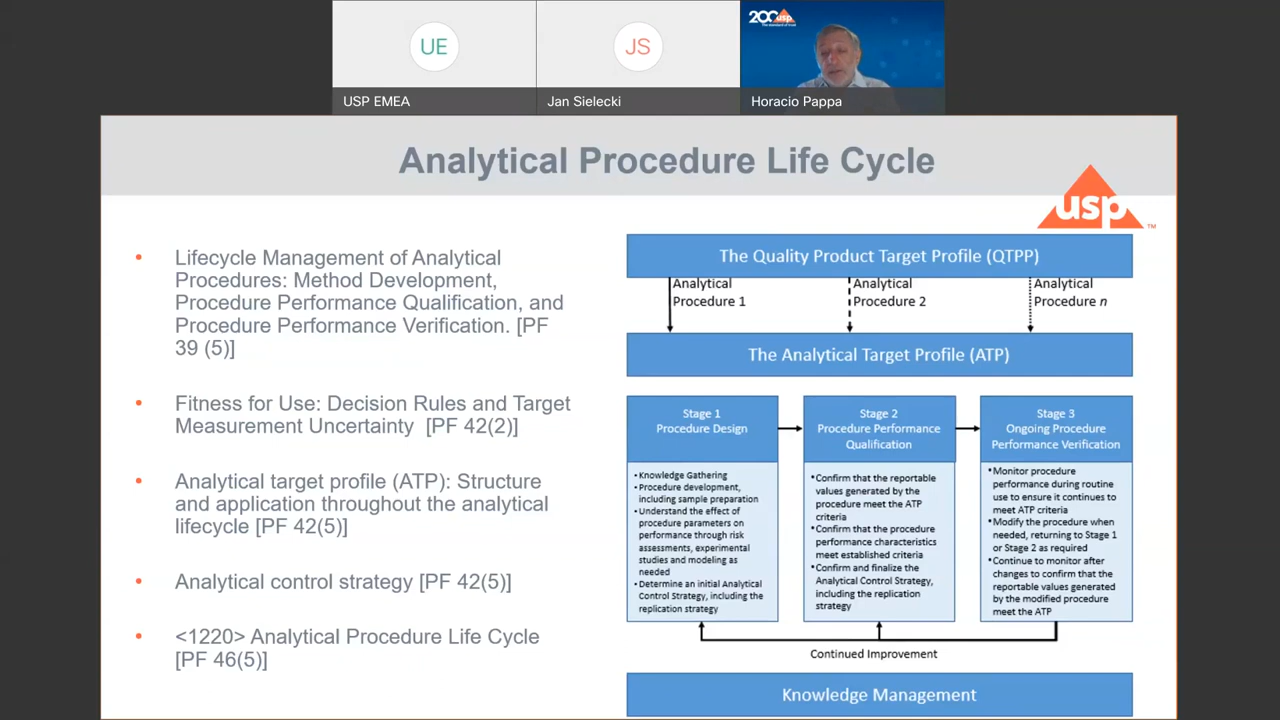 UE
JS
200 usp
The standard of trust
USP EMEA
Jan Sielecki
Horacio Pappa
Analytical Procedure Life Cycle
usp
TM
• Lifecycle Management of Analytical
Procedures: Method Development,
Procedure Performance Qualification, and
Procedure Performance Verification. [PF
39 (5)]
• Fitness for Use: Decision Rules and Target
Measurement Uncertainty [PF 42(2)]
• Analytical target profile (ATP): Structure
and application throughout the analytical
lifecycle [PF 42(5)]
• Analytical control strategy [PF 42(5)]
• <1220> Analytical Procedure Life Cycle
[PF 46(5)]
The Quality Product Target Profile (QTPP)
Analytical
Procedure 1
Analytical
Procedure 2
Analytical
Procedure n
The Analytical Target Profile (ATP)
Stage 1
Procedure Design
• Knowledge Gathering
• Procedure development,
including sample preparation
• Understand the effect of
procedure parameters on
performance through risk
assessments, experimental
studies and modeling as
needed
• Determine an initial Analytical
Control Strategy, including the
replication strategy
Stage 2
Procedure Performance
Qualification
• Confirm that the reportable
values generated by the
procedure meet the ATP
criteria
• Confirm that the procedure
performance characteristics
meet established criteria
• Confirm and finalize the
Analytical Control Strategy,
including the replication
strategy
Stage 3
Ongoing Procedure
Performance Verification
• Monitor procedure
performance during routine
use to ensure it continues to
meet ATP criteria
• Modify the procedure when
needed, returning to Stage 1
or Stage 2 as required
• Continue to monitor after
changes to confirm that the
reportable values generated
by the modified procedure
meet the ATP
Continued Improvement
Knowledge Management